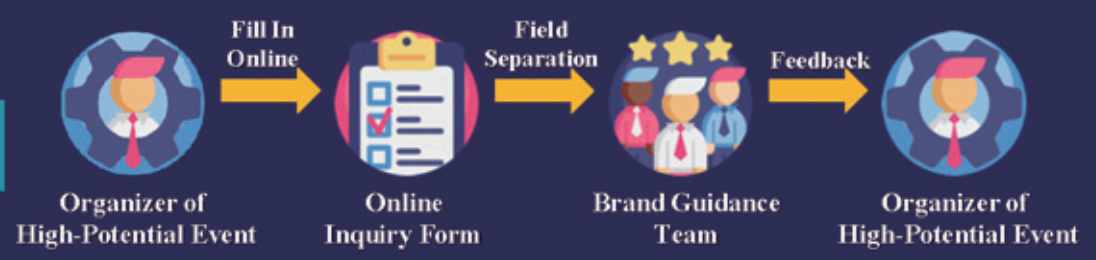 Fill In
Online
Field
Separation
Feedback
Organizer of
High-Potential Event
Online
Inquiry Form
Brand Guidance
Team
Organizer of
High-Potential Event